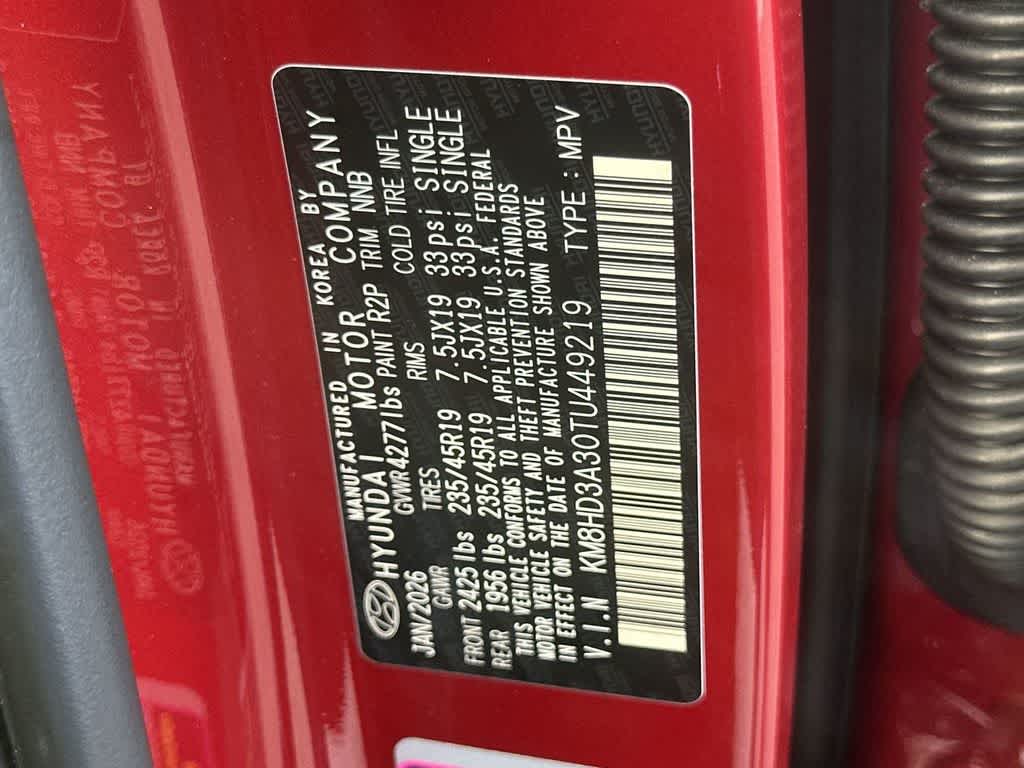 MANUFACTURED IN KOREA BY
HYUNDAI MOTOR COMPANY
JAN/2026 GVWR4277lbs PAINT R2P TRIM NNB
GAWR TIRES RMS COLD TIRE INFL
FRONT 2425 lbs 235/45R19 7.5JX19 33psi SINGLE
REAR 1956 lbs 235/45R19 7.5JX19 33psi SINGLE
THIS VEHICLE CONFORMS TO ALL APPLICABLE U.S.A. FEDERAL
MOTOR VEHICLE SAFETY AND THEFT PREVENTION STANDARDS
IN EFFECT ON THE DATE OF MANUFACTURE SHOWN ABOVE
V.I.N KM8HD3A30TU449219 TYPE : MPV